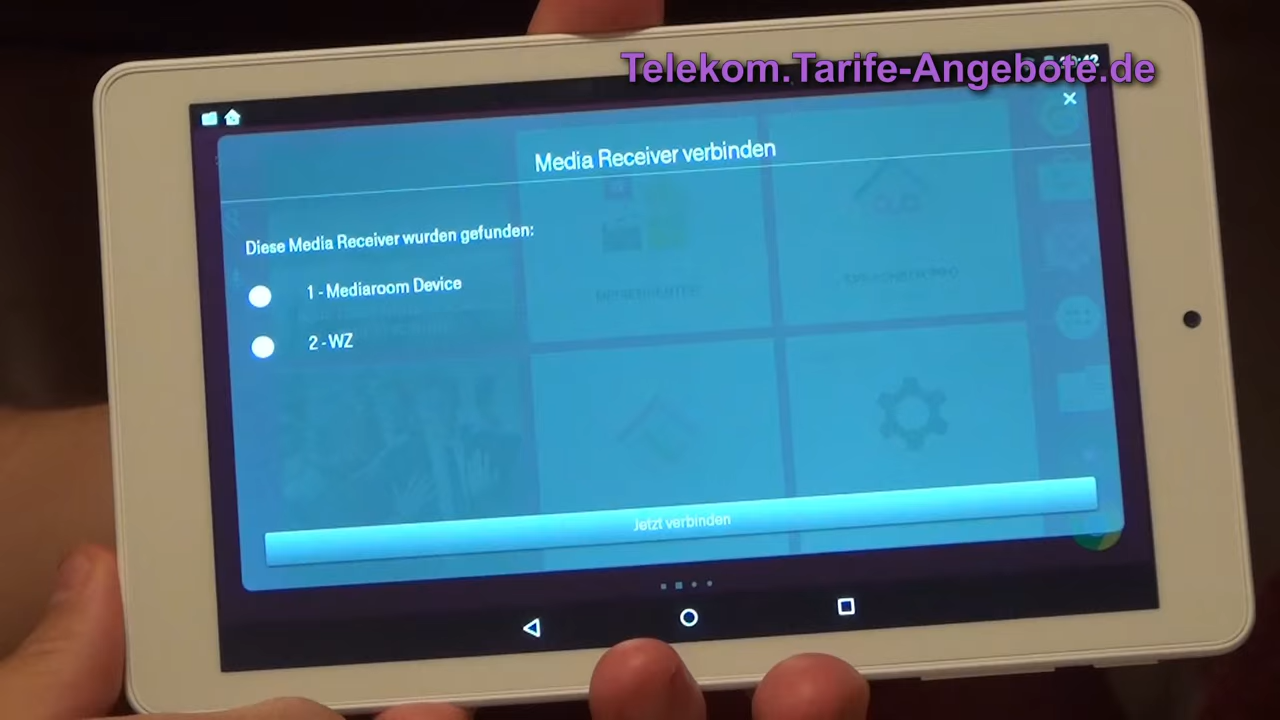 Telekom.Tarife-Angebote.de
Media Receiver verbinden
Diese Media Receiver wurden gefunden:
1 - Mediaroom Device
2 - WZ
Jetzt verbinden